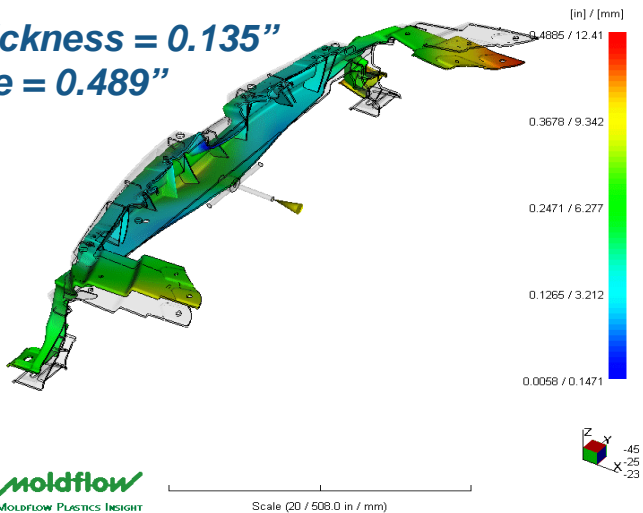 ckness = 0.135”
e = 0.489”
[in] / [mm]
0.4885 / 12.41
0.3678 / 9.342
0.2471 / 6.277
0.1265 / 3.212
0.0058 / 0.1471
Z
Y
X
-45
-25
-23
moldflow
MOLDFLOW PLASTICS INSIGHT
Scale (20 / 508.0 in / mm)